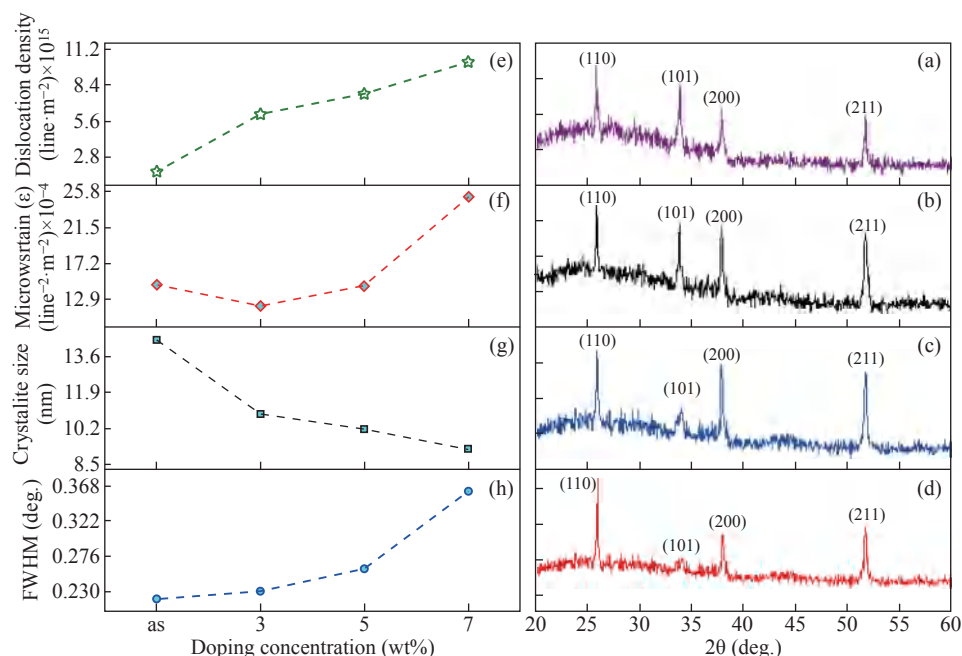 Dislocation density
(line·m⁻²)×10¹⁵
11.2
8.4
5.6
2.8
(e)
Microwsrtain (ε)
(line⁻²·m⁻²)×10⁻⁴
25.8
21.5
17.2
12.9
(f)
Crystalite size
(nm)
13.6
11.9
10.2
8.5
(g)
FWHM (deg.)
0.368
0.322
0.276
0.230
(h)
as 3 5 7
Doping concentration (wt%)
(110) (101) (200) (211) (a)
(110) (101) (200) (211) (b)
(110) (101) (200) (211) (c)
(110) (101) (200) (211) (d)
20 25 30 35 40 45 50 55 60
2θ (deg.)